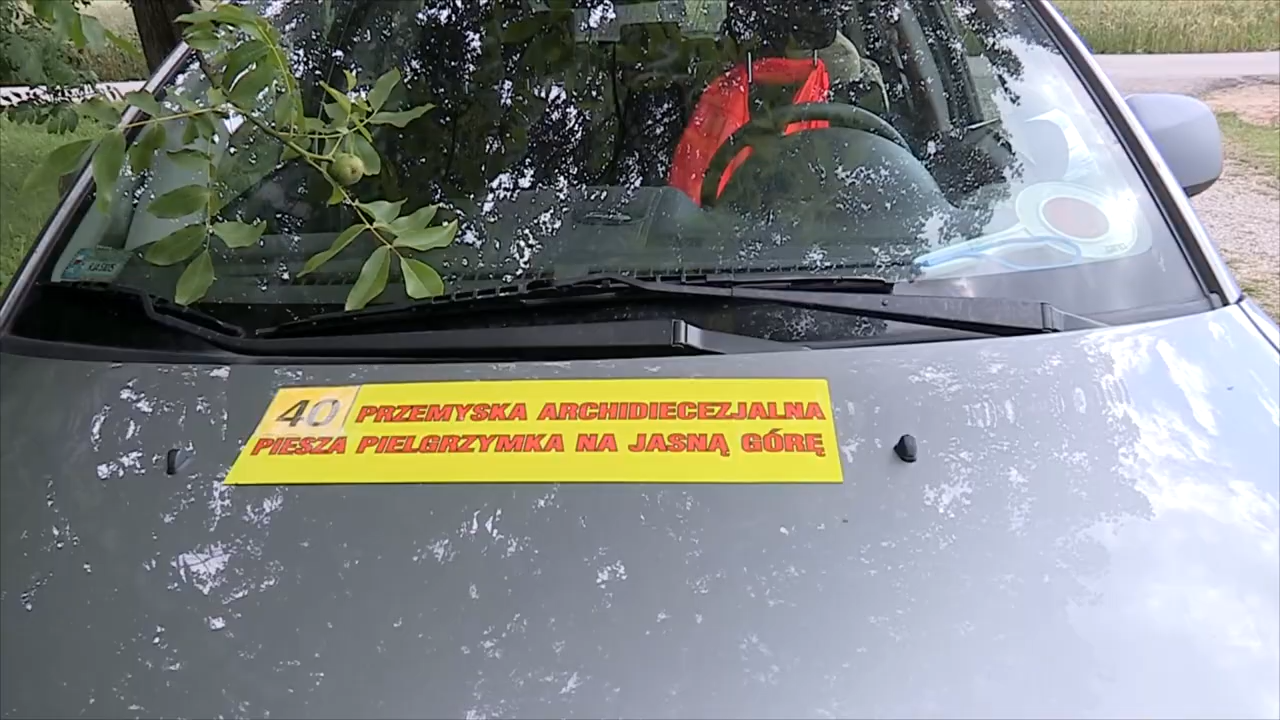 40 PRZEMYSKA ARCHIDIECEZJALNA
PIESZA PIELGRZYMKA NA JASNĄ GÓRĘ